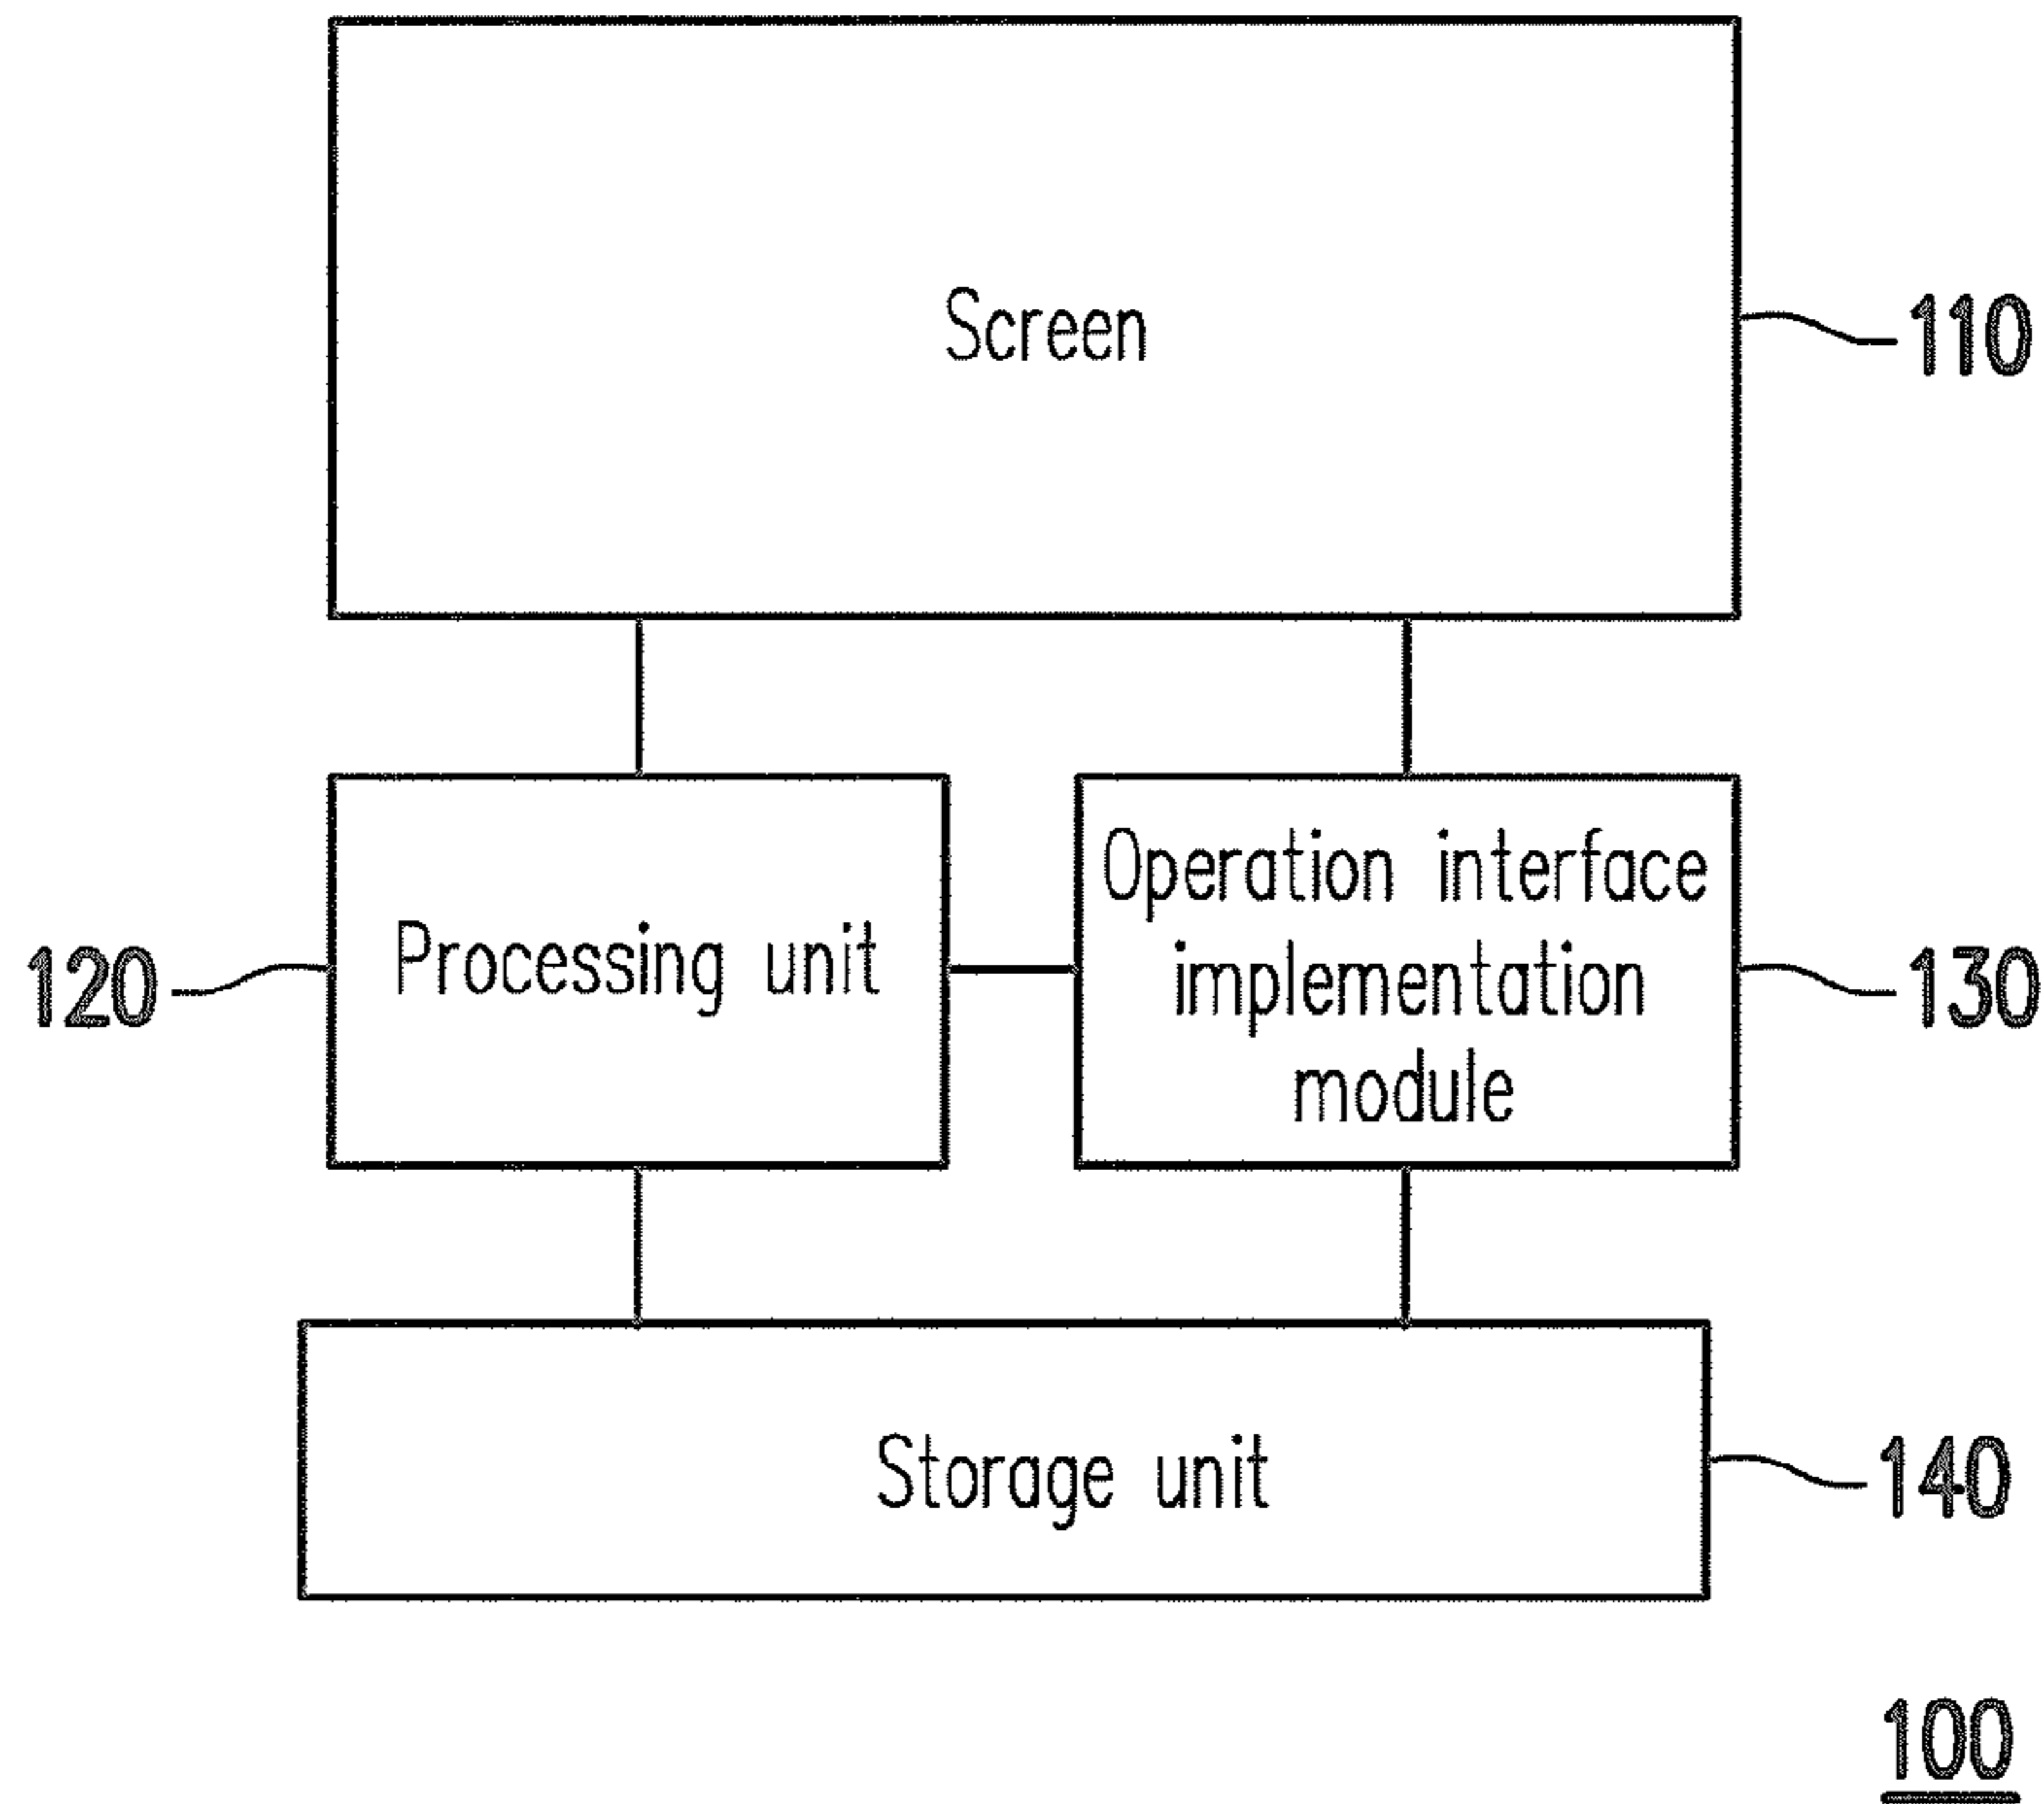 Screen
110
Processing unit
120
Operation interface
implementation
module
130
Storage unit
140
100